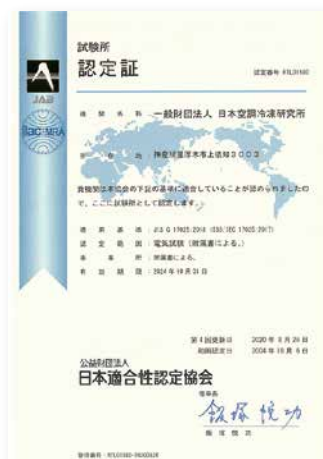 試験所
認定証
認定番号 RTL01580
JAB
ilac-MRA
機関名称 : 一般財団法人 日本空調冷凍研究所
所在地 : 神奈川県厚木市上依知3002
貴機関は本協会の下記の基準に適合していることが認められましたの
で、ここに試験所として認定します。
適用基準 : JIS Q 17025:2018 (ISO/IEC 17025:2017)
認定範囲 : 電気試験(附属書による。)
事業所 : 附属書による。
有効期限 : 2024年10月31日
第4回更新日 2020年
初回認定日 2004年10月
公益財団法人
日本適合性認定協会
理事長
飯塚悦功
飯塚悦功